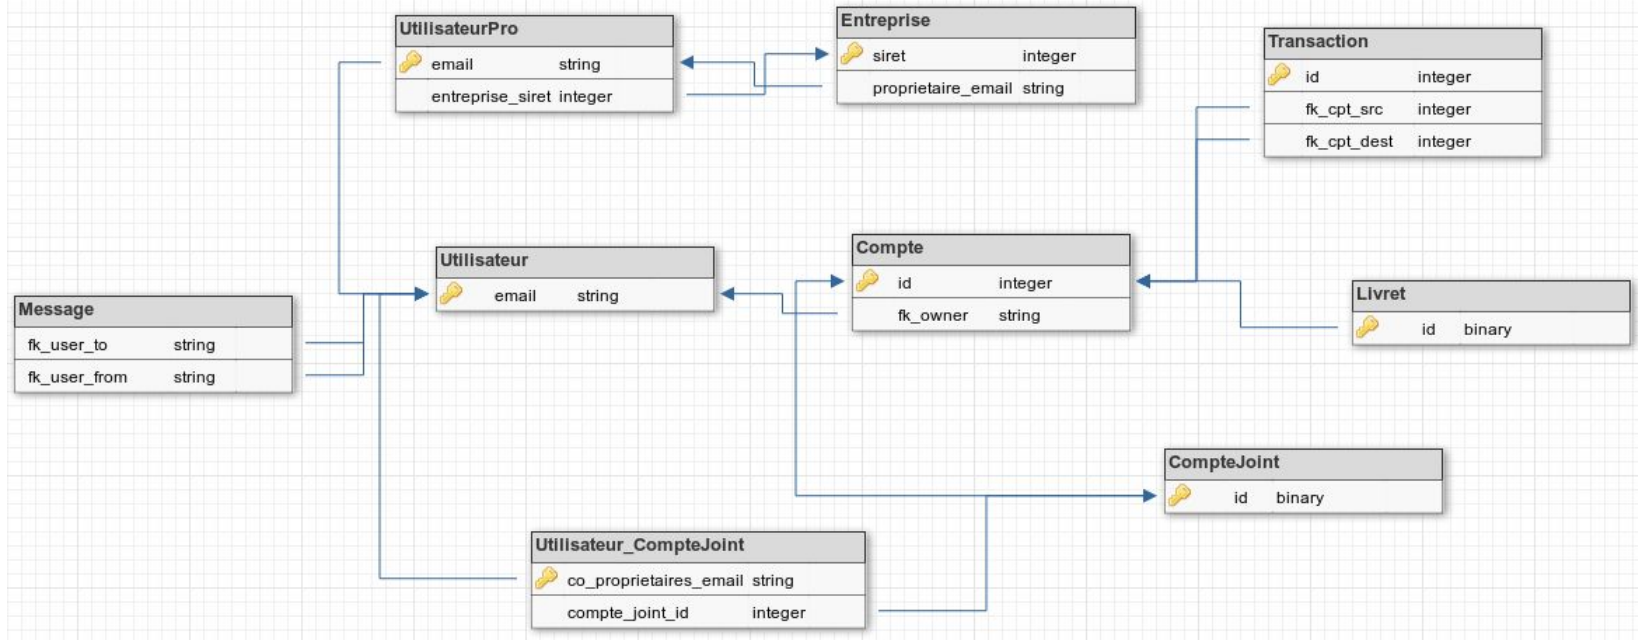 UtilisateurPro
email string
entreprise_siret integer
Entreprise
siret integer
proprietaire_email string
Transaction
id integer
fk_cpt_src integer
fk_cpt_dest integer
Utilisateur
email string
Compte
id integer
fk_owner string
Livret
id binary
Message
fk_user_to string
fk_user_from string
CompteJoint
id binary
Utilisateur_CompteJoint
co_proprietaires_email string
compte_joint_id integer